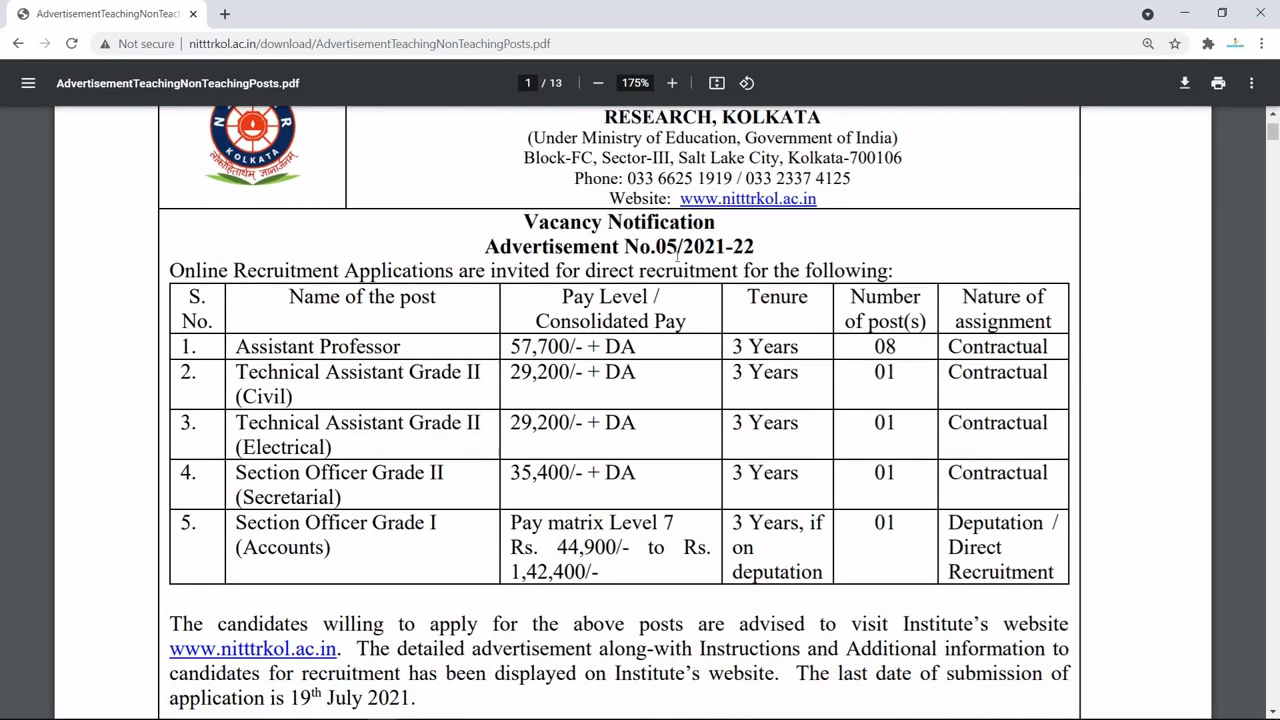 AdvertisementTeachingNonTeac
Not secure
nitttrkol.ac.in/download/AdvertisementTeachingNonTeachingPosts.pdf
AdvertisementTeachingNonTeachingPosts.pdf
1 / 13
175%
KOLKATA
लोकहितार्थम् ज्ञानार्जनम्
RESEARCH, KOLKATA
(Under Ministry of Education, Government of India)
Block-FC, Sector-III, Salt Lake City, Kolkata-700106
Phone: 033 6625 1919 / 033 2337 4125
Website: www.nitttrkol.ac.in
Vacancy Notification
Advertisement No.05/2021-22
Online Recruitment Applications are invited for direct recruitment for the following:
S. No. Name of the post Pay Level / Consolidated Pay Tenure Number of post(s) Nature of assignment
1. Assistant Professor 57,700/- + DA 3 Years 08 Contractual
2. Technical Assistant Grade II (Civil) 29,200/- + DA 3 Years 01 Contractual
3. Technical Assistant Grade II (Electrical) 29,200/- + DA 3 Years 01 Contractual
4. Section Officer Grade II (Secretarial) 35,400/- + DA 3 Years 01 Contractual
5. Section Officer Grade I (Accounts) Pay matrix Level 7 Rs. 44,900/- to Rs. 1,42,400/- 3 Years, if on deputation 01 Deputation / Direct Recruitment
The candidates willing to apply for the above posts are advised to visit Institute's website
www.nitttrkol.ac.in. The detailed advertisement along-with Instructions and Additional information to
candidates for recruitment has been displayed on Institute's website. The last date of submission of
application is 19th July 2021.